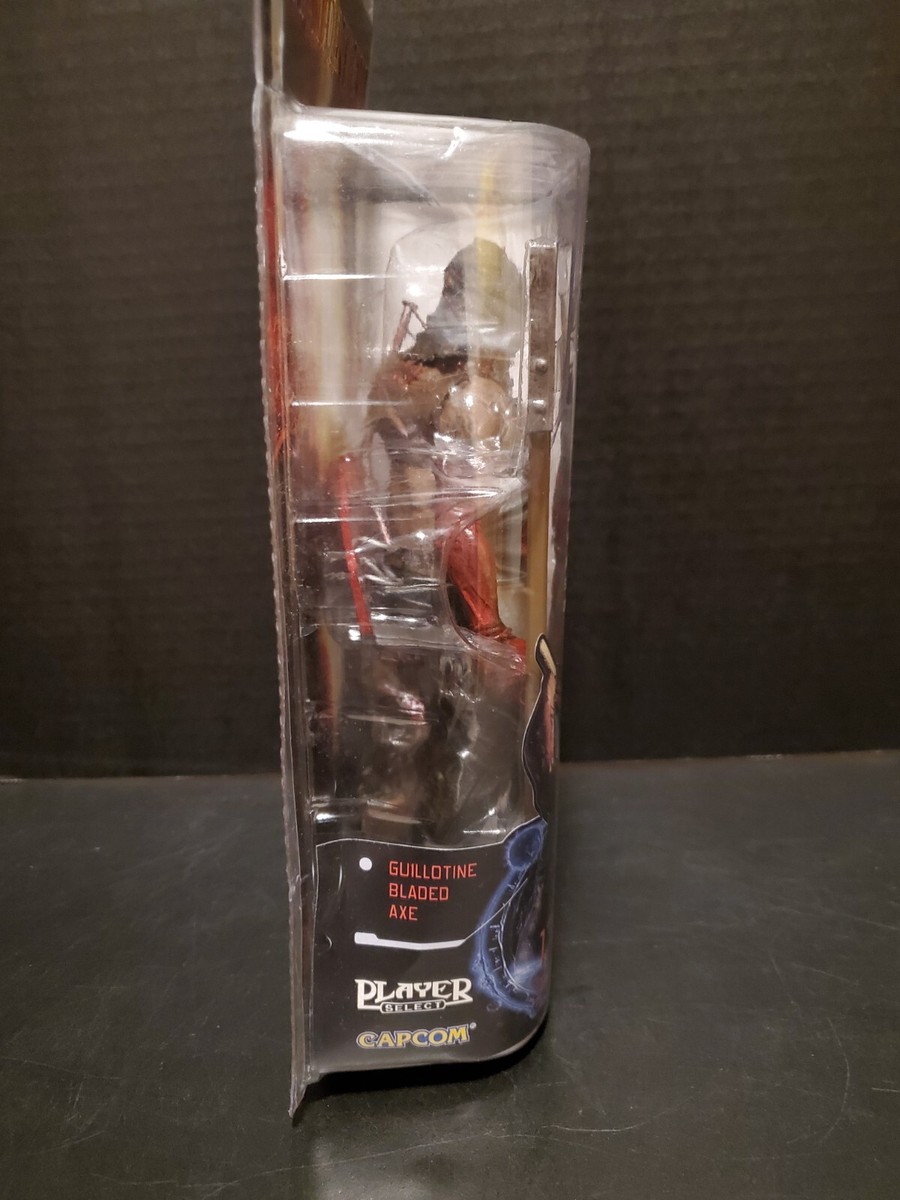 GUILLOTINE
BLADED
AXE
PLAYER
SELECT
CAPCOM®